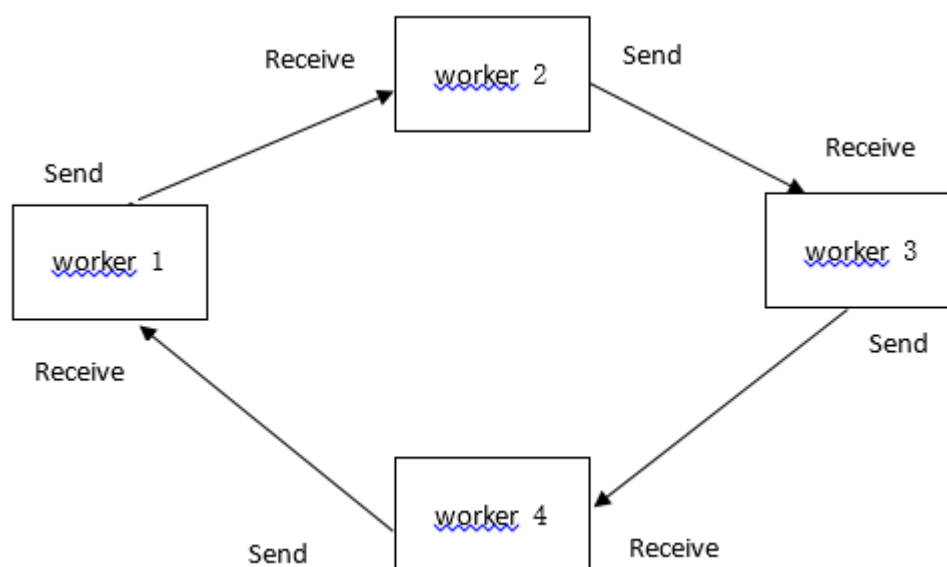 Receive
worker 2
Send
Receive
Send
worker 1
worker 3
Send
Receive
worker 4
Send
Receive